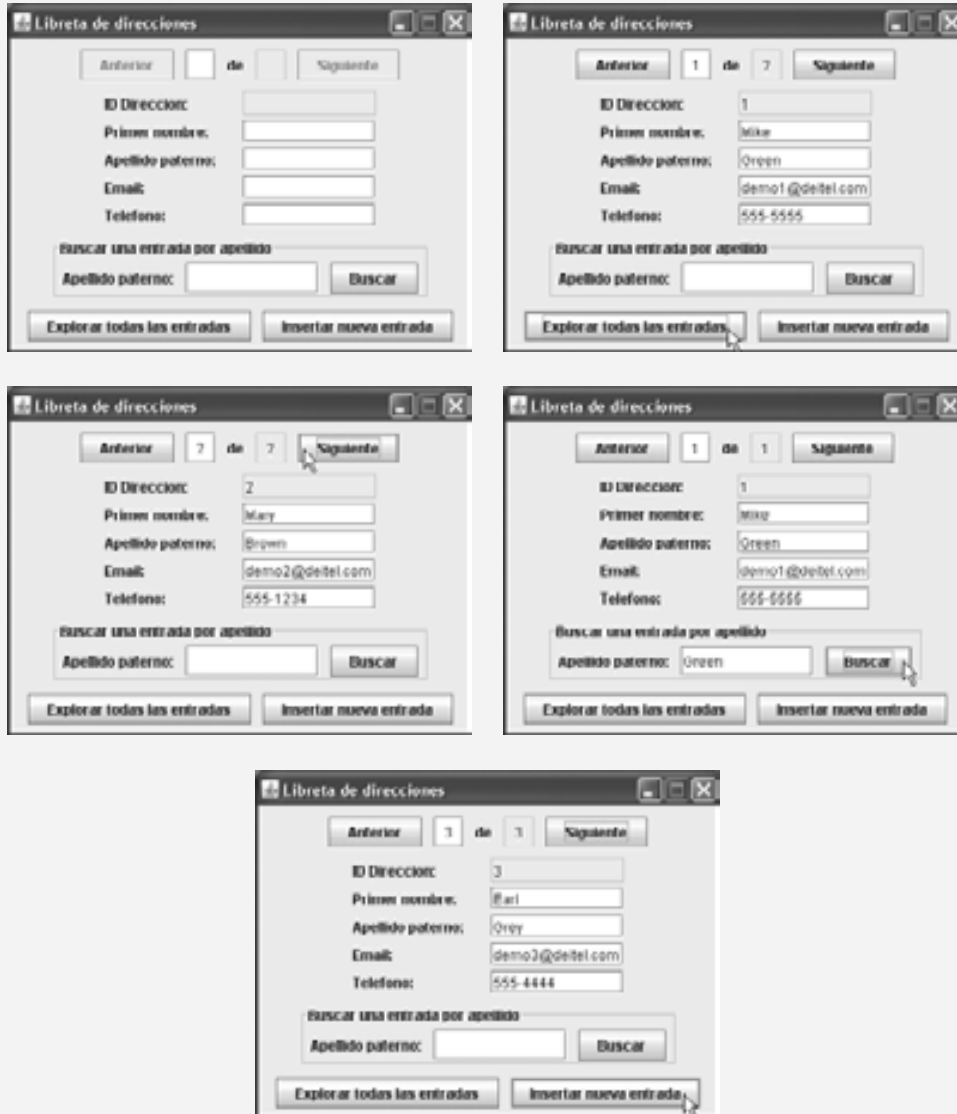 Libreta de direcciones
Anterior de Siguiente
ID Direccion:
Primer nombre:
Apellido paterno:
Email:
Telefono:
Buscar una entrada por apellido
Apellido paterno: Buscar
Explorar todas las entradas Insertar nueva entrada
Libreta de direcciones
Anterior 1 de 2 Siguiente
ID Direccion: 1
Primer nombre: Mike
Apellido paterno: Green
Email: demo1@deitel.com
Telefono: 555-5555
Buscar una entrada por apellido
Apellido paterno: Buscar
Explorar todas las entradas Insertar nueva entrada
Libreta de direcciones
Anterior 2 de 2 Siguiente
ID Direccion: 2
Primer nombre: Mary
Apellido paterno: Brown
Email: demo2@deitel.com
Telefono: 555-1234
Buscar una entrada por apellido
Apellido paterno: Buscar
Explorar todas las entradas Insertar nueva entrada
Libreta de direcciones
Anterior 1 de 1 Siguiente
ID Direccion: 1
Primer nombre: Mike
Apellido paterno: Green
Email: demo1@deitel.com
Telefono: 555-5555
Buscar una entrada por apellido
Apellido paterno: Green Buscar
Explorar todas las entradas Insertar nueva entrada
Libreta de direcciones
Anterior 3 de 3 Siguiente
ID Direccion: 3
Primer nombre: Earl
Apellido paterno: Grey
Email: demo3@deitel.com
Telefono: 555-4444
Buscar una entrada por apellido
Apellido paterno: Buscar
Explorar todas las entradas Insertar nueva entrada